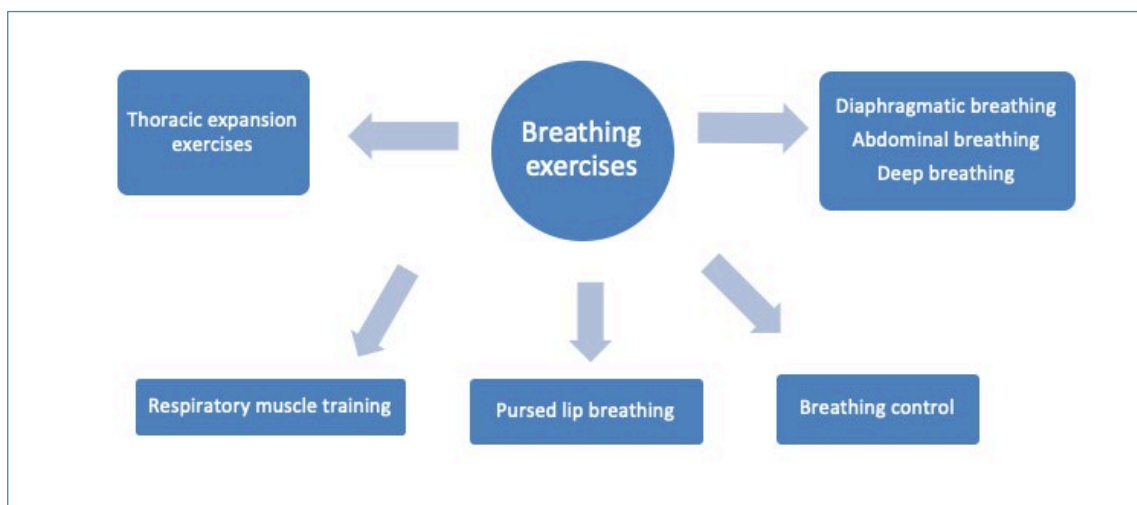 Breathing
exercises
Thoracic expansion
exercises
Diaphragmatic breathing
Abdominal breathing
Deep breathing
Respiratory muscle training
Pursed lip breathing
Breathing control